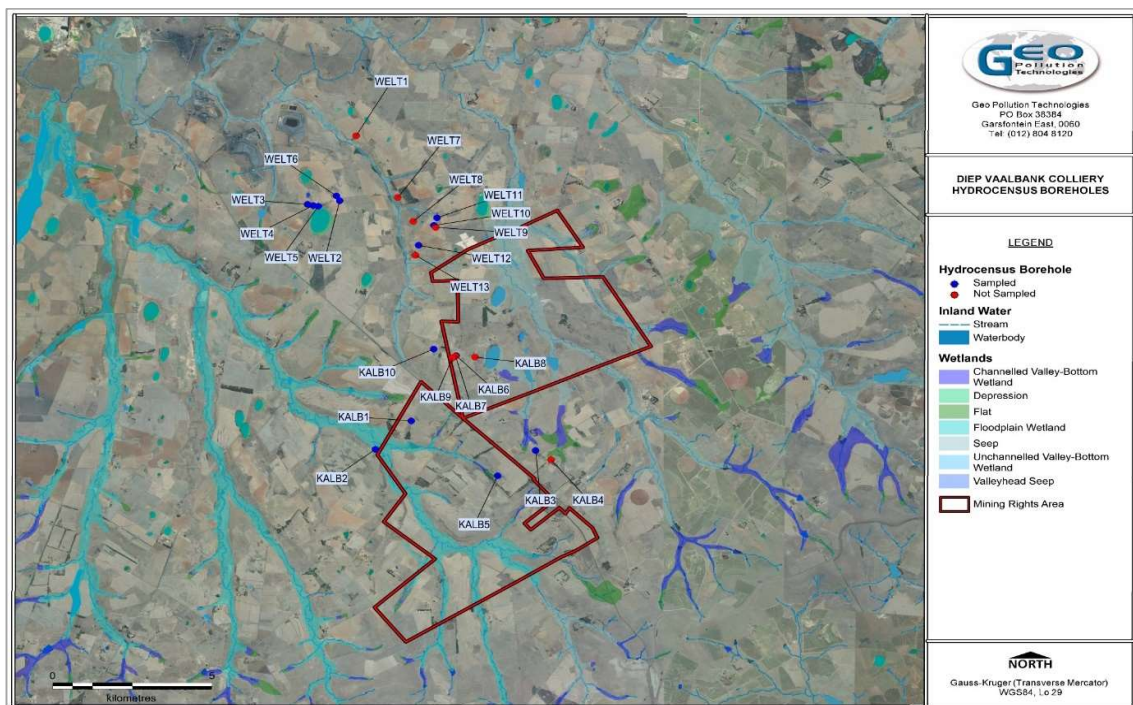 WELT1
WELT7
WELT6
WELT8
WELT3
WELT11
WELT10
WELT9
WELT4
WELT5
WELT2
WELT12
WELT13
KALB10
KALB8
KALB9
KALB6
KALB7
KALB1
KALB2
KALB3
KALB4
KALB5
0
5
kilometres
GEO
Pollution
Technologies
Geo Pollution Technologies
PO Box 38384
Garsfontein East, 0060
Tel: (012) 804 8120
DIEP VAALBANK COLLIERY
HYDROCENSUS BOREHOLES
LEGEND
Hydrocensus Borehole
Sampled
Not Sampled
Inland Water
Stream
Waterbody
Wetlands
Channelled Valley-Bottom
Wetland
Depression
Flat
Floodplain Wetland
Seep
Unchannelled Valley-Bottom
Wetland
Valleyhead Seep
Mining Rights Area
NORTH
Gauss-Kruger (Transverse Mercator)
WGS84, Lo 29